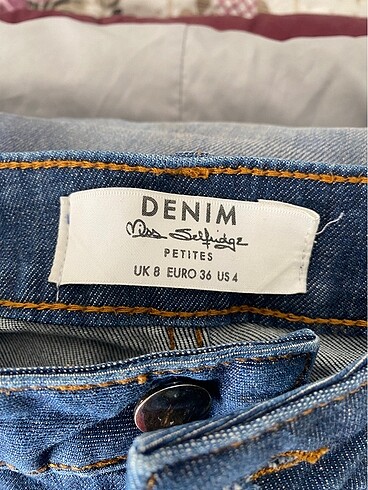 DENIM
Miss Selfridge
PETITES
UK 8 EURO 36 US 4